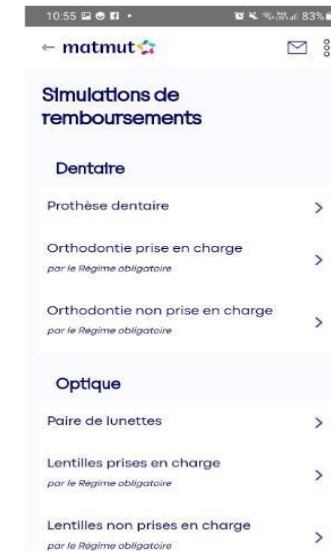 10:55 83%
matmut
Simulations de
remboursements
Dentaire
Prothèse dentaire
Orthodontie prise en charge
par le Régime obligatoire
Orthodontie non prise en charge
par le Régime obligatoire
Optique
Paire de lunettes
Lentilles prises en charge
par le Régime obligatoire
Lentilles non prises en charge
par le Régime obligatoire